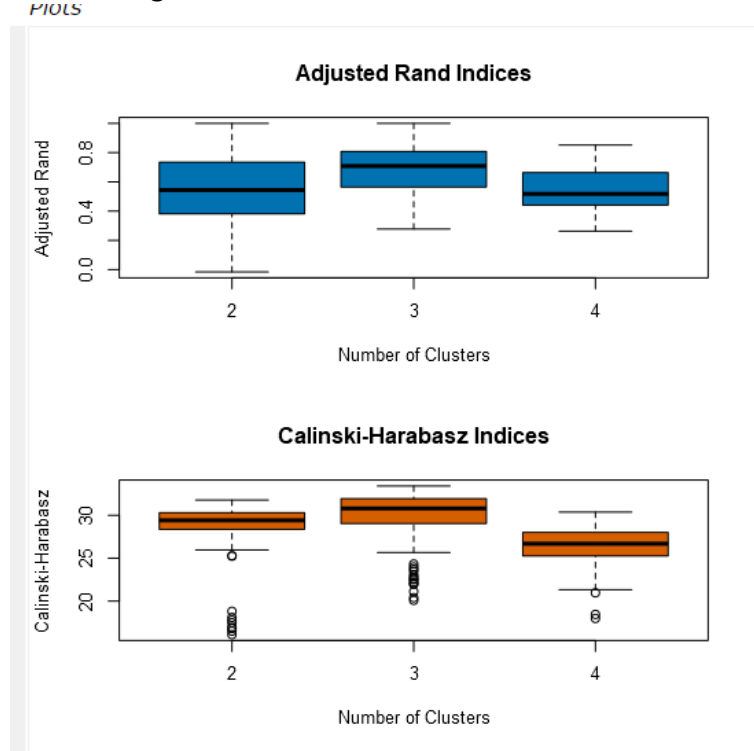 Plots
Adjusted Rand Indices
Adjusted Rand
0.8
0.4
0.0
2 3 4
Number of Clusters
Calinski-Harabasz Indices
Calinski-Harabasz
30
25
20
2 3 4
Number of Clusters